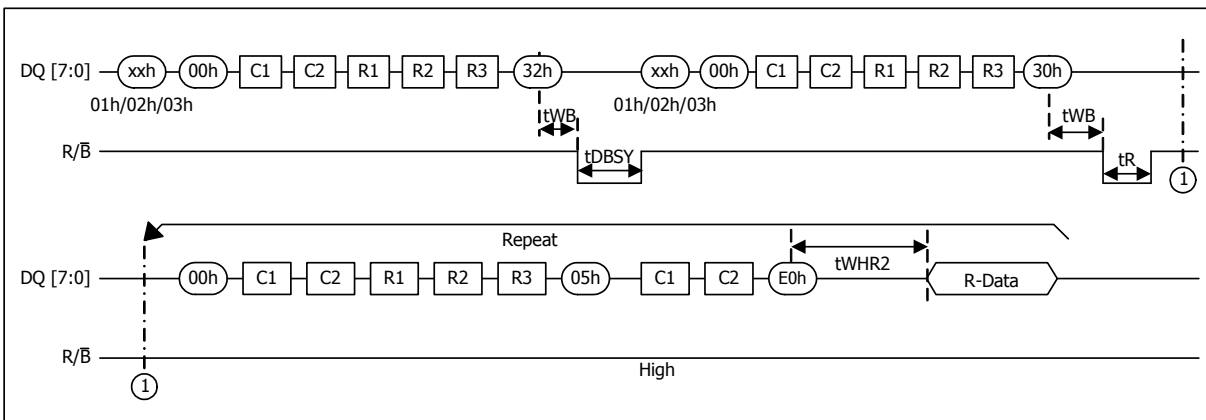 DQ [7:0] xxh 00h C1 C2 R1 R2 R3 32h xxh 00h C1 C2 R1 R2 R3 30h
01h/02h/03h 01h/02h/03h
tWB tWB
R/B̅ tDBSY tR
1
Repeat
tWHR2
DQ [7:0] 00h C1 C2 R1 R2 R3 05h C1 C2 E0h R-Data
R/B̅
High
1